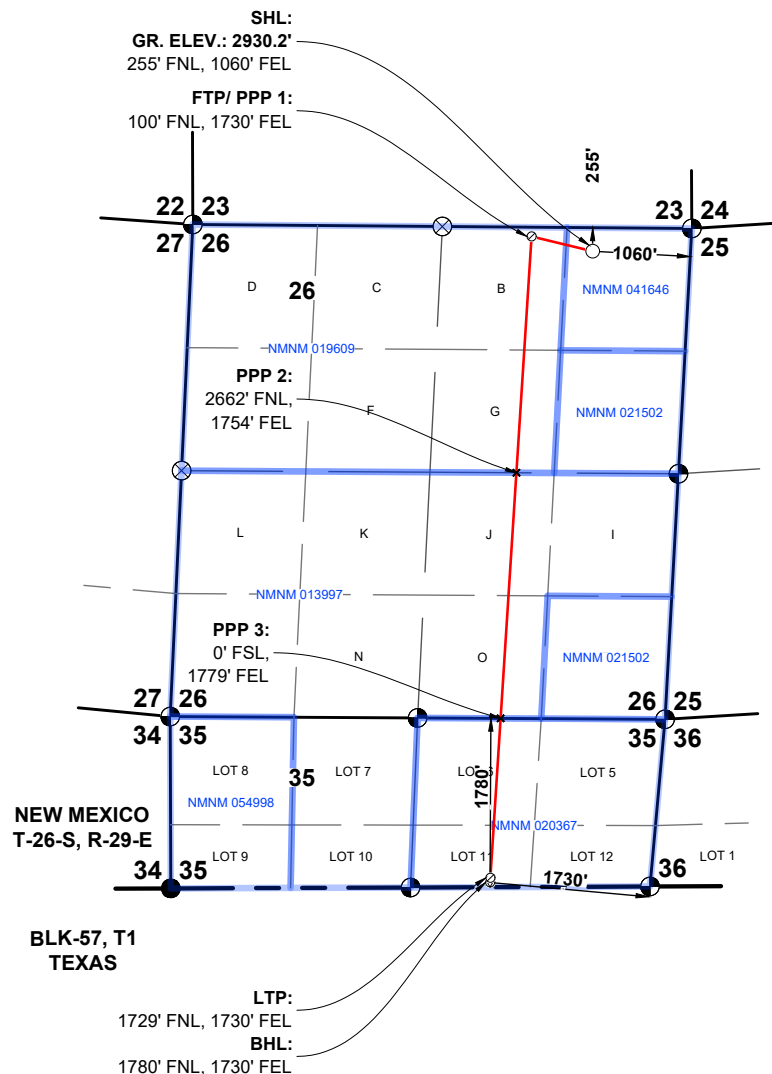 SHL:
GR. ELEV.: 2930.2'
255' FNL, 1060' FEL
FTP/ PPP 1:
100' FNL, 1730' FEL
255'
22 23
27 26
23 24
25
1060'
D
26
C
B
NMNM 041646
NMNM 019609
PPP 2:
2662' FNL,
1754' FEL
F
G
NMNM 021502
L
K
J
I
NMNM 013997
PPP 3:
0' FSL,
1779' FEL
N
O
NMNM 021502
27 26
34 35
26 25
35 36
LOT 8
35
LOT 7
LOT 6
LOT 5
1780'
NMNM 054998
NMNM 020367
NEW MEXICO
T-26-S, R-29-E
LOT 9
LOT 10
LOT 11
LOT 12
LOT 1
34 35
36
1730'
BLK-57, T1
TEXAS
LTP:
1729' FNL, 1730' FEL
BHL:
1780' FNL, 1730' FEL